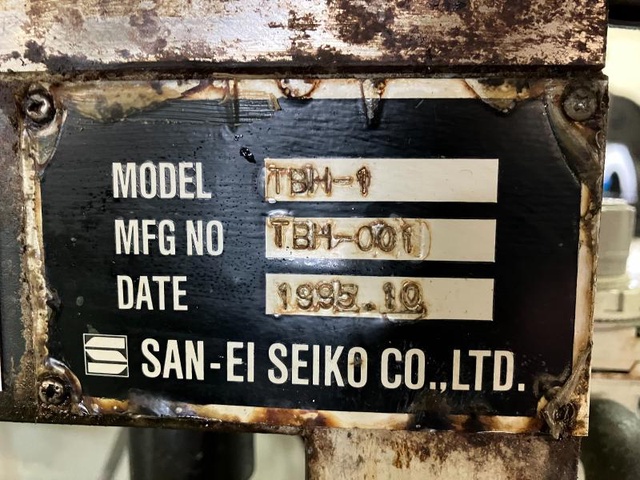 MODEL TBH-1
MFG NO TBH-001
DATE 1995.10
SAN-EI SEIKO CO.,LTD.